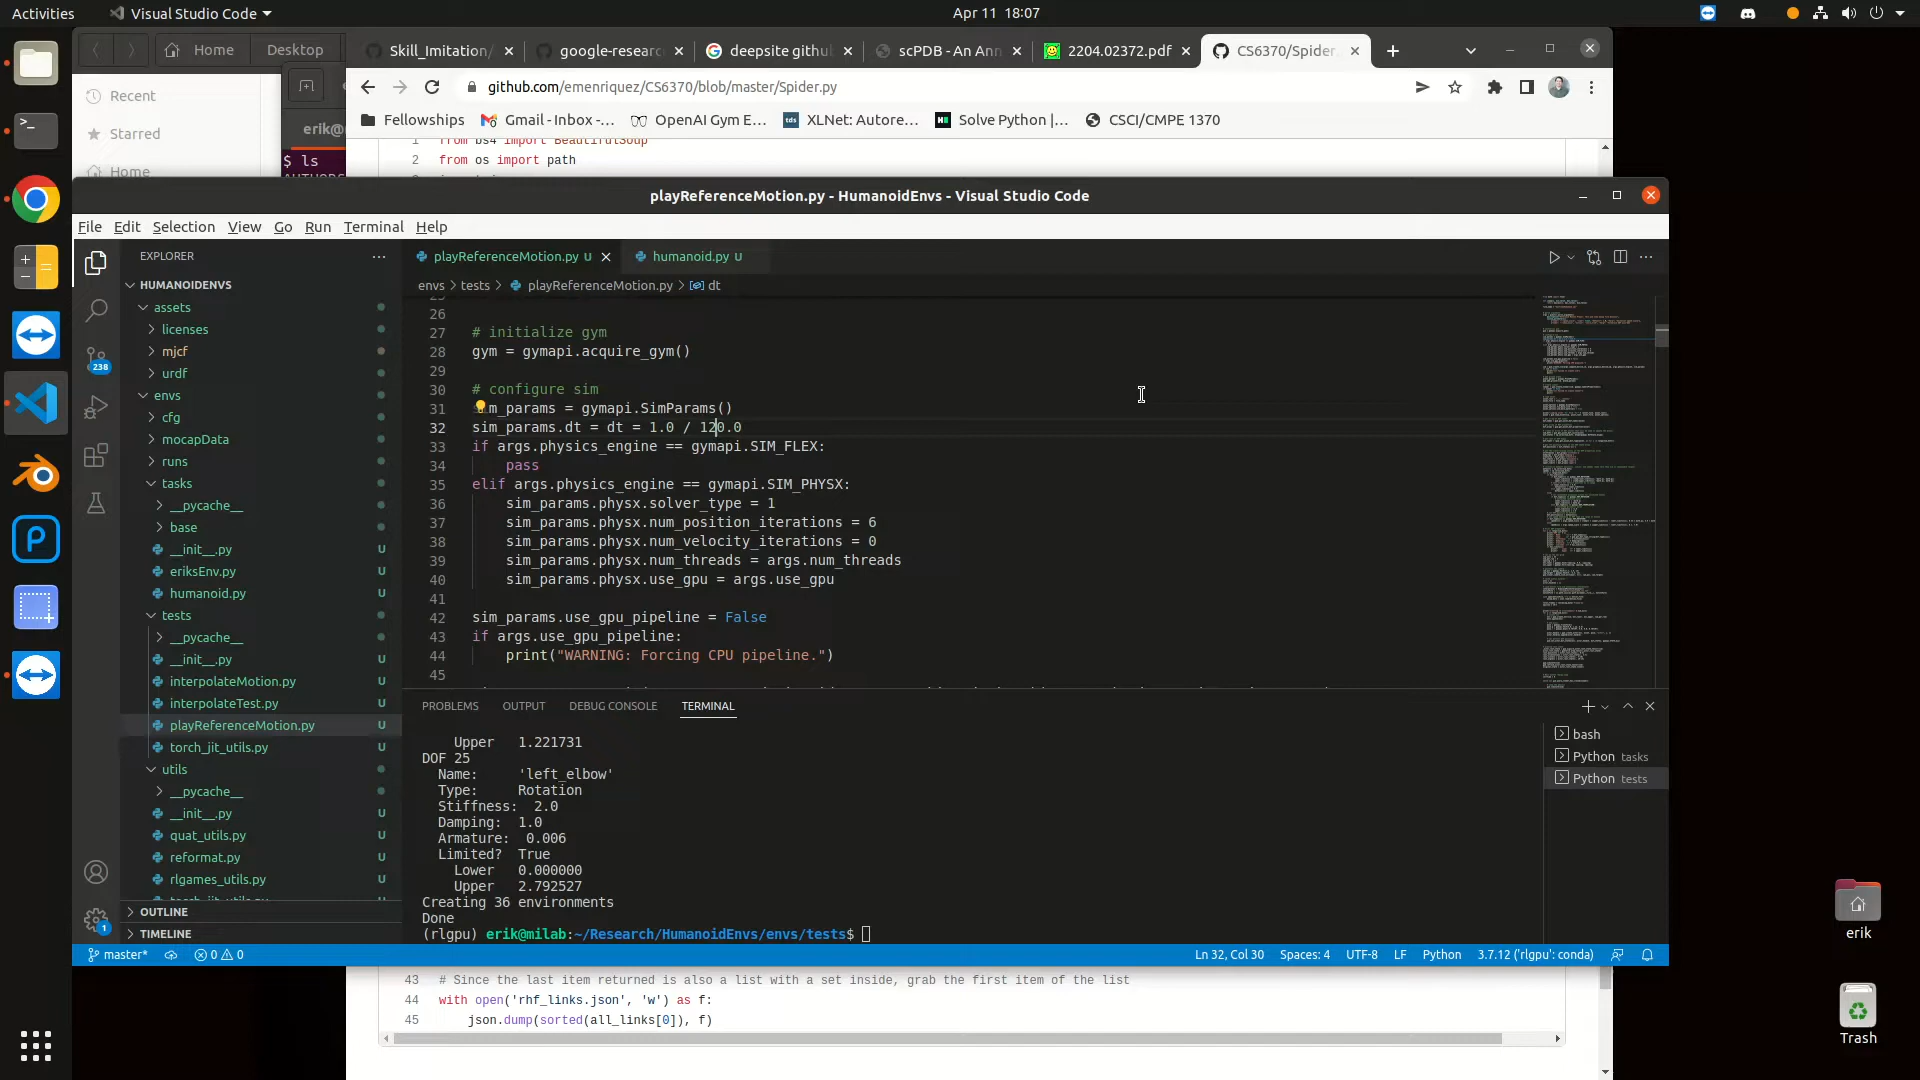 Activities
Visual Studio Code
Apr 11 18:07
Home
Desktop
Recent
Starred
Home
erik@
$ ls
Skill_Imitation/
google-researc
deepsite githu
scPDB - An Ann
2204.02372.pdf
CS6370/Spider.
github.com/emenriquez/CS6370/blob/master/Spider.py
Fellowships
Gmail - Inbox -...
OpenAI Gym E...
XLNet: Autore...
Solve Python |...
CSCI/CMPE 1370
1 from bs4 import BeautifulSoup
2 from os import path
playReferenceMotion.py - HumanoidEnvs - Visual Studio Code
File Edit Selection View Go Run Terminal Help
EXPLORER
HUMANOIDENVS
assets
licenses
mjcf
urdf
envs
cfg
mocapData
runs
tasks
__pycache__
base
__init__.py U
eriksEnv.py U
humanoid.py U
tests
__pycache__
__init__.py U
interpolateMotion.py U
interpolateTest.py U
playReferenceMotion.py U
torch_jit_utils.py U
utils
__pycache__
__init__.py U
quat_utils.py U
reformat.py U
rlgames_utils.py U
OUTLINE
TIMELINE
238
1
playReferenceMotion.py U
humanoid.py U
envs > tests > playReferenceMotion.py > dt
26
27 # initialize gym
28 gym = gymapi.acquire_gym()
29
30 # configure sim
31 m_params = gymapi.SimParams()
32 sim_params.dt = dt = 1.0 / 120.0
33 if args.physics_engine == gymapi.SIM_FLEX:
34 pass
35 elif args.physics_engine == gymapi.SIM_PHYSX:
36 sim_params.physx.solver_type = 1
37 sim_params.physx.num_position_iterations = 6
38 sim_params.physx.num_velocity_iterations = 0
39 sim_params.physx.num_threads = args.num_threads
40 sim_params.physx.use_gpu = args.use_gpu
41
42 sim_params.use_gpu_pipeline = False
43 if args.use_gpu_pipeline:
44 print("WARNING: Forcing CPU pipeline.")
45
PROBLEMS OUTPUT DEBUG CONSOLE TERMINAL
Upper 1.221731
DOF 25
Name: 'left_elbow'
Type: Rotation
Stiffness: 2.0
Damping: 1.0
Armature: 0.006
Limited? True
Lower 0.000000
Upper 2.792527
Creating 36 environments
Done
(rlgpu) erik@milab:~/Research/HumanoidEnvs/envs/tests$
bash
Python tasks
Python tests
master* 0 0 Ln 32, Col 30 Spaces: 4 UTF-8 LF Python 3.7.12 ('rlgpu': conda)
43 # Since the last item returned is also a list with a set inside, grab the first item of the list
44 with open('rhf_links.json', 'w') as f:
45 json.dump(sorted(all_links[0]), f)
erik
Trash